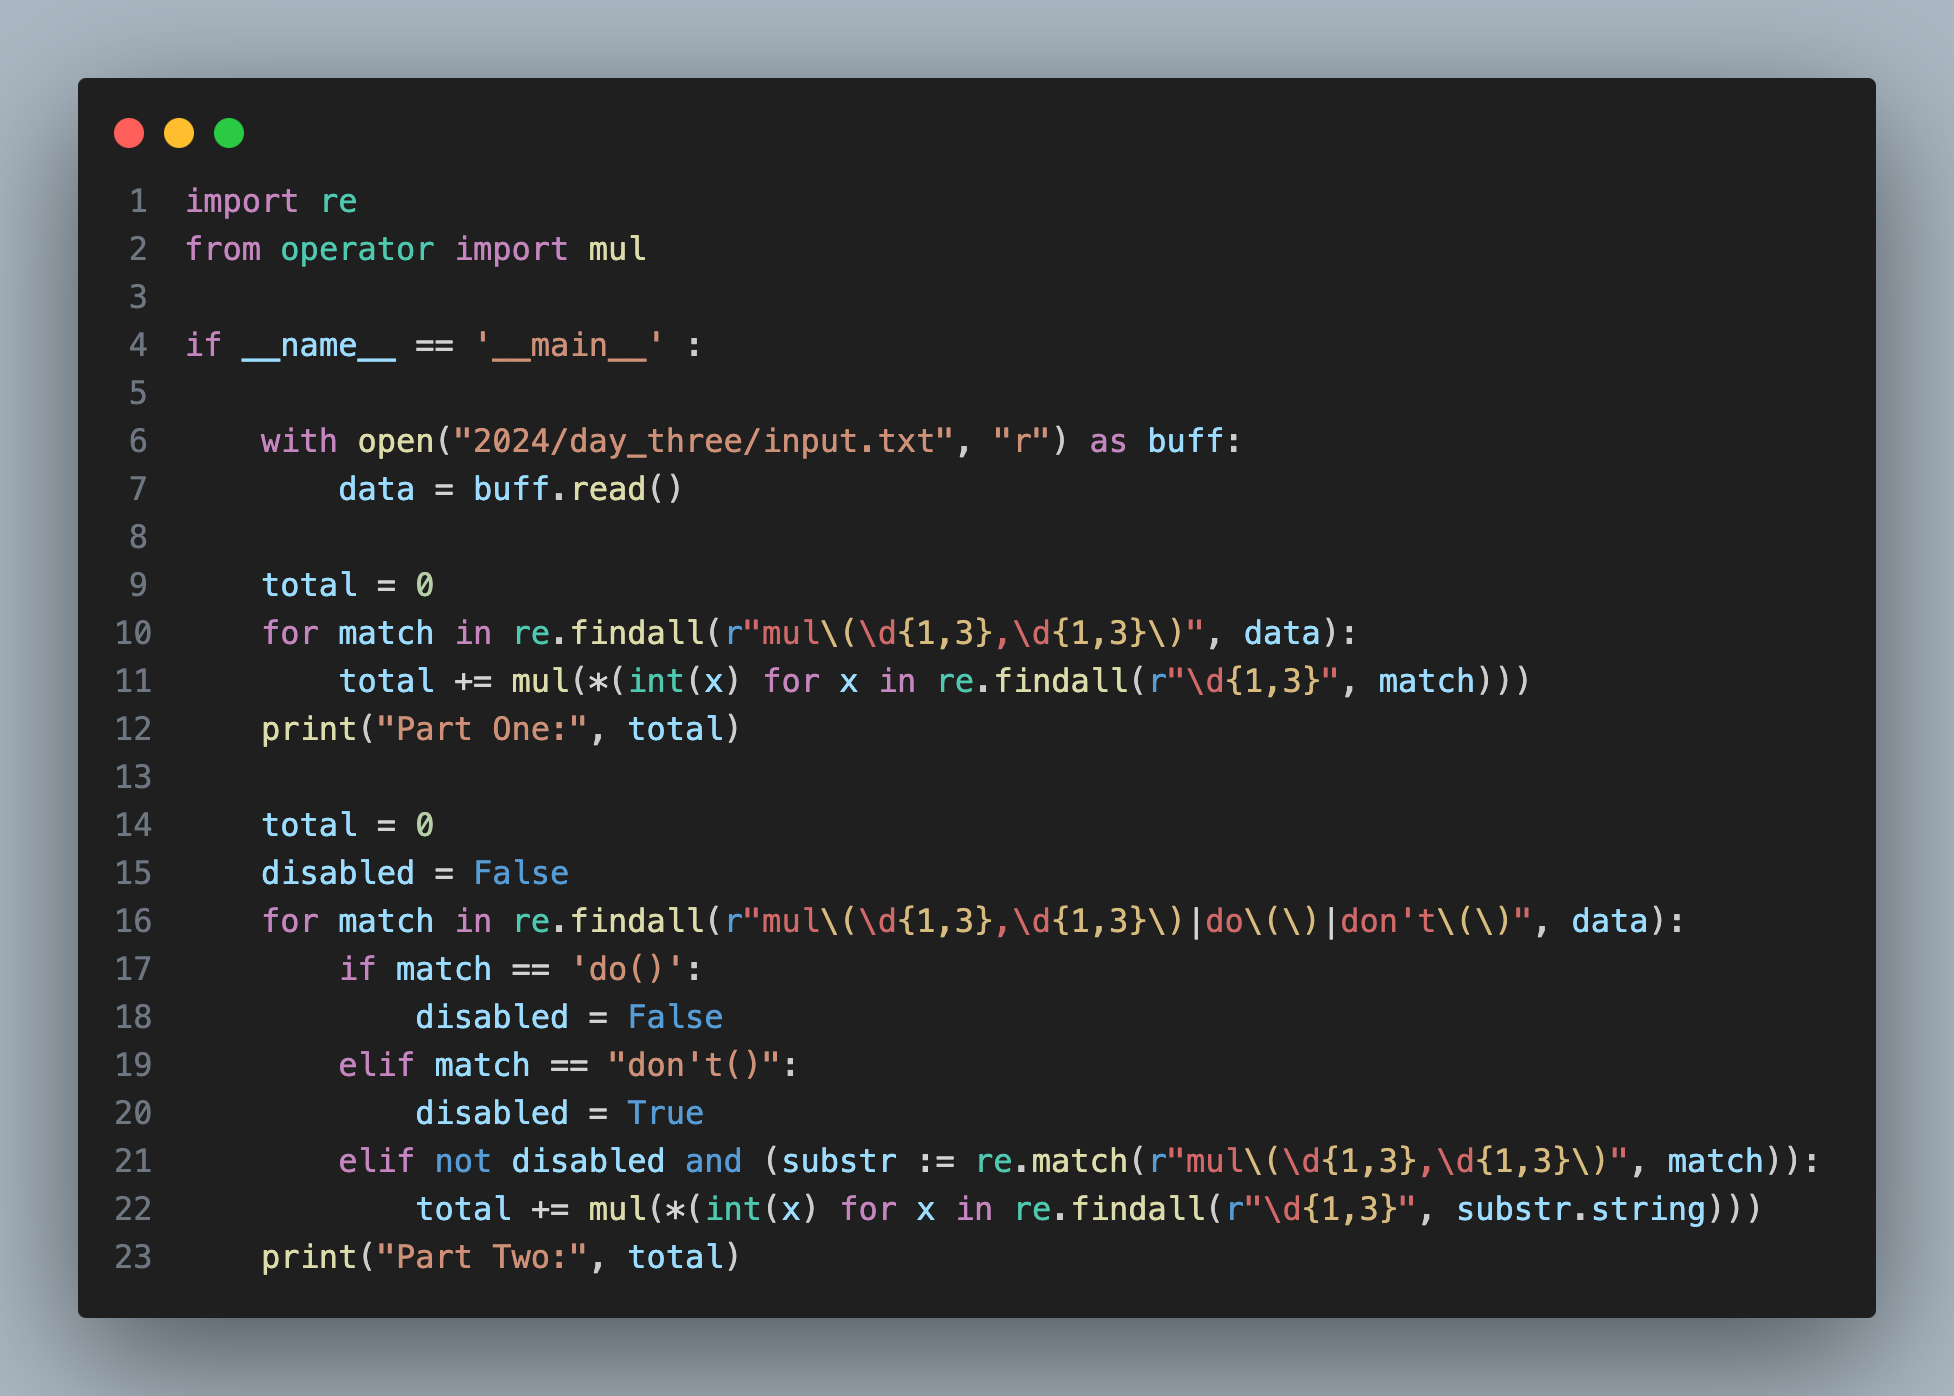 1 import re
2 from operator import mul
3
4 if __name__ == '__main__' :
5
6     with open("2024/day_three/input.txt", "r") as buff:
7         data = buff.read()
8
9     total = 0
10     for match in re.findall(r"mul\(\d{1,3},\d{1,3}\)", data):
11         total += mul(*(int(x) for x in re.findall(r"\d{1,3}", match)))
12     print("Part One:", total)
13
14     total = 0
15     disabled = False
16     for match in re.findall(r"mul\(\d{1,3},\d{1,3}\)|do\(\)|don't\(\)", data):
17         if match == 'do()':
18             disabled = False
19         elif match == "don't()":
20             disabled = True
21         elif not disabled and (substr := re.match(r"mul\(\d{1,3},\d{1,3}\)", match)):
22             total += mul(*(int(x) for x in re.findall(r"\d{1,3}", substr.string)))
23     print("Part Two:", total)